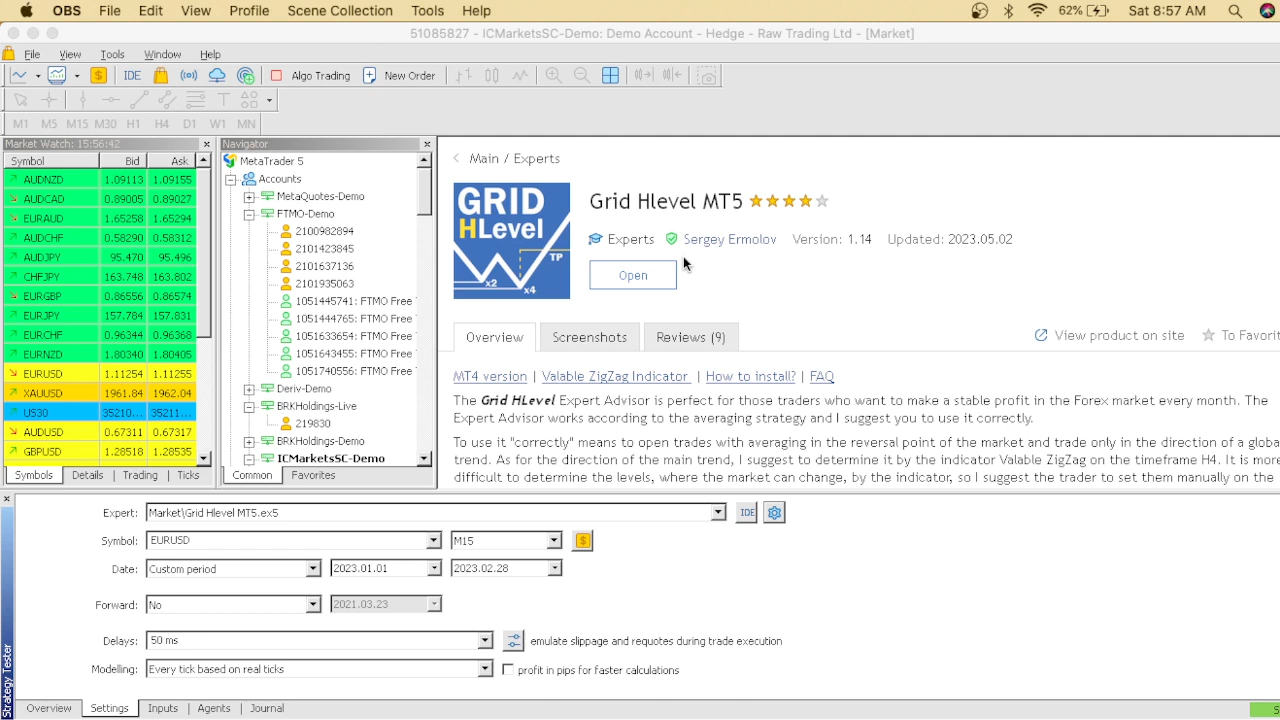 OBS File Edit View Profile Scene Collection Tools Help 62% Sat 8:57 AM
51085827 - ICMarketsSC-Demo: Demo Account - Hedge - Raw Trading Ltd - [Market]
File View Tools Window Help
IDE Algo Trading New Order
M1 M5 M15 M30 H1 H4 D1 W1 MN
Market Watch: 15:56:42
Symbol Bid Ask
AUDNZD 1.09113 1.09155
AUDCAD 0.89005 0.89027
EURAUD 1.65258 1.65294
AUDCHF 0.58290 0.58312
AUDJPY 95.470 95.496
CHFJPY 163.748 163.802
EURGBP 0.86556 0.86574
EURJPY 157.784 157.831
EURCHF 0.96344 0.96368
EURNZD 1.80340 1.80405
EURUSD 1.11254 1.11255
XAUUSD 1961.84 1962.04
US30 35210... 35211...
AUDUSD 0.67311 0.67317
GBPUSD 1.28518 1.28535
Symbols Details Trading Ticks
Navigator
MetaTrader 5
Accounts
MetaQuotes-Demo
FTMO-Demo
2100982894
2101423845
2101637136
2101935063
1051445741: FTMO Free
1051444765: FTMO Free
1051633654: FTMO Free
1051643455: FTMO Free
1051740556: FTMO Free
Deriv-Demo
BRKHoldings-Live
219830
BRKHoldings-Demo
ICMarketsSC-Demo
Common Favorites
Main / Experts
GRID
HLevel
TP
x2
x4
Grid Hlevel MT5
Experts Sergey Ermolov Version: 1.14 Updated: 2023.05.02
Open
Overview Screenshots Reviews (9) View product on site To Favori
MT4 version | Valable ZigZag Indicator | How to install? | FAQ
The Grid HLevel Expert Advisor is perfect for those traders who want to make a stable profit in the Forex market every month. The
Expert Advisor works according to the averaging strategy and I suggest you to use it correctly.
To use it "correctly" means to open trades with averaging in the reversal point of the market and trade only in the direction of a globa
trend. As for the direction of the main trend, I suggest to determine it by the indicator Valable ZigZag on the timeframe H4. It is more
difficult to determine the levels, where the market can change, by the indicator, so I suggest the trader to set them manually on the
Strategy Tester
Expert: Market\Grid Hlevel MT5.ex5 IDE
Symbol: EURUSD M15
Date: Custom period 2023.01.01 2023.02.28
Forward: No 2021.03.23
Delays: 50 ms emulate slippage and requotes during trade execution
Modelling: Every tick based on real ticks profit in pips for faster calculations
Overview Settings Inputs Agents Journal